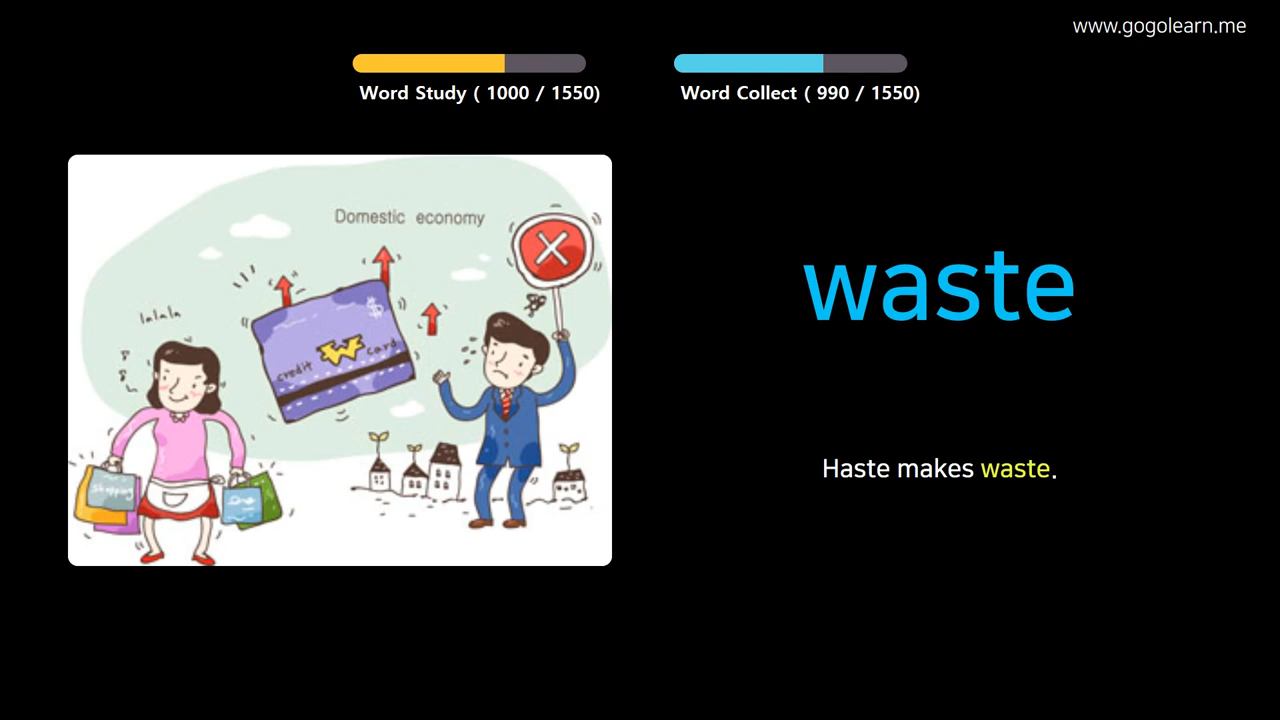 www.gogolearn.me
Word Study ( 1000 / 1550)
Word Collect ( 990 / 1550)
Domestic economy
lalala
credit W card
$
shopping
waste
Haste makes waste.